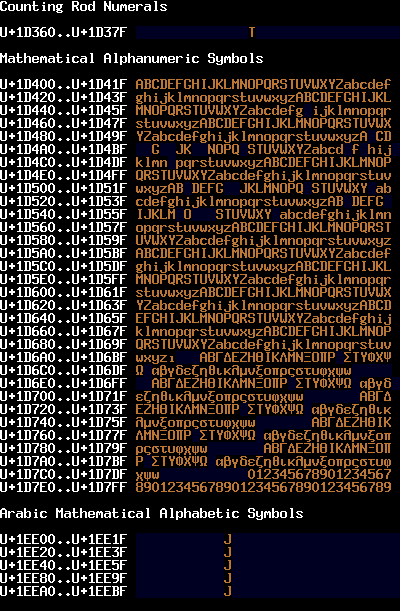 Counting Rod Numerals
U+1D360..U+1D37F T
Mathematical Alphanumeric Symbols
U+1D400..U+1D41F ABCDEFGHIJKLMNOPQRSTUVWXYZabcdef
U+1D420..U+1D43F ghijklmnopqrstuvwxyzABCDEFGHIJKL
U+1D440..U+1D45F MNOPQRSTUVWXYZabcdefg ijklmnopqr
U+1D460..U+1D47F stuvwxyzABCDEFGHIJKLMNOPQRSTUVWX
U+1D480..U+1D49F YZabcdefghijklmnopqrstuvwxyzA CD
U+1D4A0..U+1D4BF   G  JK  NOPQ STUVWXYZabcd f hij
U+1D4C0..U+1D4DF klmn pqrstuvwxyzABCDEFGHIJKLMNOP
U+1D4E0..U+1D4FF QRSTUVWXYZabcdefghijklmnopqrstuv
U+1D500..U+1D51F wxyzAB DEFG  JKLMNOPQ STUVWXY ab
U+1D520..U+1D53F cdefghijklmnopqrstuvwxyzAB DEFG
U+1D540..U+1D55F IJKLM O   STUVWXY abcdefghijklmn
U+1D560..U+1D57F opqrstuvwxyzABCDEFGHIJKLMNOPQRST
U+1D580..U+1D59F UVWXYZabcdefghijklmnopqrstuvwxyz
U+1D5A0..U+1D5BF ABCDEFGHIJKLMNOPQRSTUVWXYZabcdef
U+1D5C0..U+1D5DF ghijklmnopqrstuvwxyzABCDEFGHIJKL
U+1D5E0..U+1D5FF MNOPQRSTUVWXYZabcdefghijklmnopqr
U+1D600..U+1D61F stuvwxyzABCDEFGHIJKLMNOPQRSTUVWX
U+1D620..U+1D63F YZabcdefghijklmnopqrstuvwxyzABCD
U+1D640..U+1D65F EFGHIJKLMNOPQRSTUVWXYZabcdefghij
U+1D660..U+1D67F klmnopqrstuvwxyzABCDEFGHIJKLMNOP
U+1D680..U+1D69F QRSTUVWXYZabcdefghijklmnopqrstuv
U+1D6A0..U+1D6BF wxyzı   ΑΒΓΔΕΖΗΘΙΚΛΜΝΞΟΠΡ ΣΤΥΦΧΨ
U+1D6C0..U+1D6DF Ω αβγδεζηθικλμνξοπρςστυφχψω
U+1D6E0..U+1D6FF   ΑΒΓΔΕΖΗΘΙΚΛΜΝΞΟΠΡ ΣΤΥΦΧΨΩ αβγδ
U+1D700..U+1D71F εζηθικλμνξοπρςστυφχψω       ΑΒΓΔ
U+1D720..U+1D73F ΕΖΗΘΙΚΛΜΝΞΟΠΡ ΣΤΥΦΧΨΩ αβγδεζηθικ
U+1D740..U+1D75F λμνξοπρςστυφχψω       ΑΒΓΔΕΖΗΘΙΚ
U+1D760..U+1D77F ΛΜΝΞΟΠΡ ΣΤΥΦΧΨΩ αβγδεζηθικλμνξοπ
U+1D780..U+1D79F ρςστυφχψω       ΑΒΓΔΕΖΗΘΙΚΛΜΝΞΟΠ
U+1D7A0..U+1D7BF Ρ ΣΤΥΦΧΨΩ αβγδεζηθικλμνξοπρςστυφ
U+1D7C0..U+1D7DF χψω           012345678901234567
U+1D7E0..U+1D7FF 89012345678901234567890123456789
Arabic Mathematical Alphabetic Symbols
U+1EE00..U+1EE1F J
U+1EE20..U+1EE3F J
U+1EE40..U+1EE5F J
U+1EE80..U+1EE9F J
U+1EEA0..U+1EEBF J